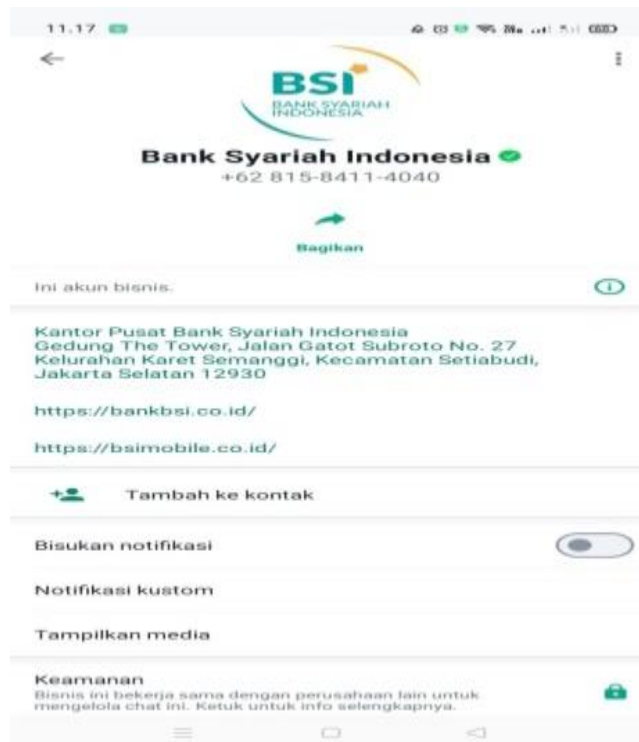 11.17
BSI
BANK SYARIAH
INDONESIA
Bank Syariah Indonesia
+62 815-8411-4040
Bagikan
Ini akun bisnis.
Kantor Pusat Bank Syariah Indonesia
Gedung The Tower, Jalan Gatot Subroto No. 27
Kelurahan Karet Semanggi, Kecamatan Setiabudi,
Jakarta Selatan 12930
https://bankbsi.co.id/
https://bsimobile.co.id/
Tambah ke kontak
Bisukan notifikasi
Notifikasi kustom
Tampilkan media
Keamanan
Bisnis ini bekerja sama dengan perusahaan lain untuk
mengelola chat ini. Ketuk untuk info selengkapnya.